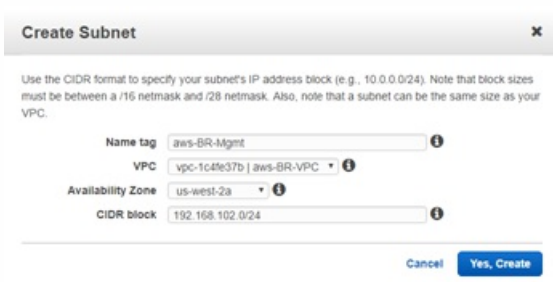 Create Subnet
Use the CIDR format to specify your subnet's IP address block (e.g., 10.0.0.0/24). Note that block sizes
must be between a /16 netmask and /28 netmask. Also, note that a subnet can be the same size as your
VPC.
Name tag aws-BR-Mgmt
VPC vpc-1c4fe37b | aws-BR-VPC
Availability Zone us-west-2a
CIDR block 192.168.102.0/24
Cancel Yes, Create